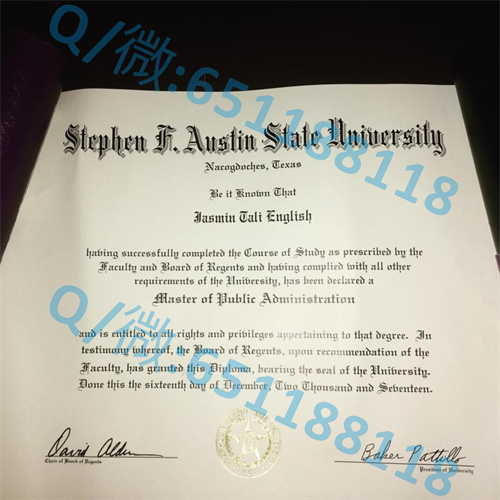 Q/微:651188118
Stephen F. Austin State University
Nacogdoches, Texas
Be it Known That
Jasmin Tali English
having successfully completed the Course of Study as prescribed by the
Faculty and Board of Regents and having complied with all other
requirements of the University, has been declared a
Master of Public Administration
Q/微:651188118
and is entitled to all rights and privileges appertaining to that degree. In
testimony whereof, the Board of Regents, upon recommendation of the
Faculty, has granted this Diploma, bearing the seal of the University.
Done this the sixteenth day of December, Two Thousand and Seventeen.
David Alders
Chair of Board of Regents
Baker Pattillo
President of University